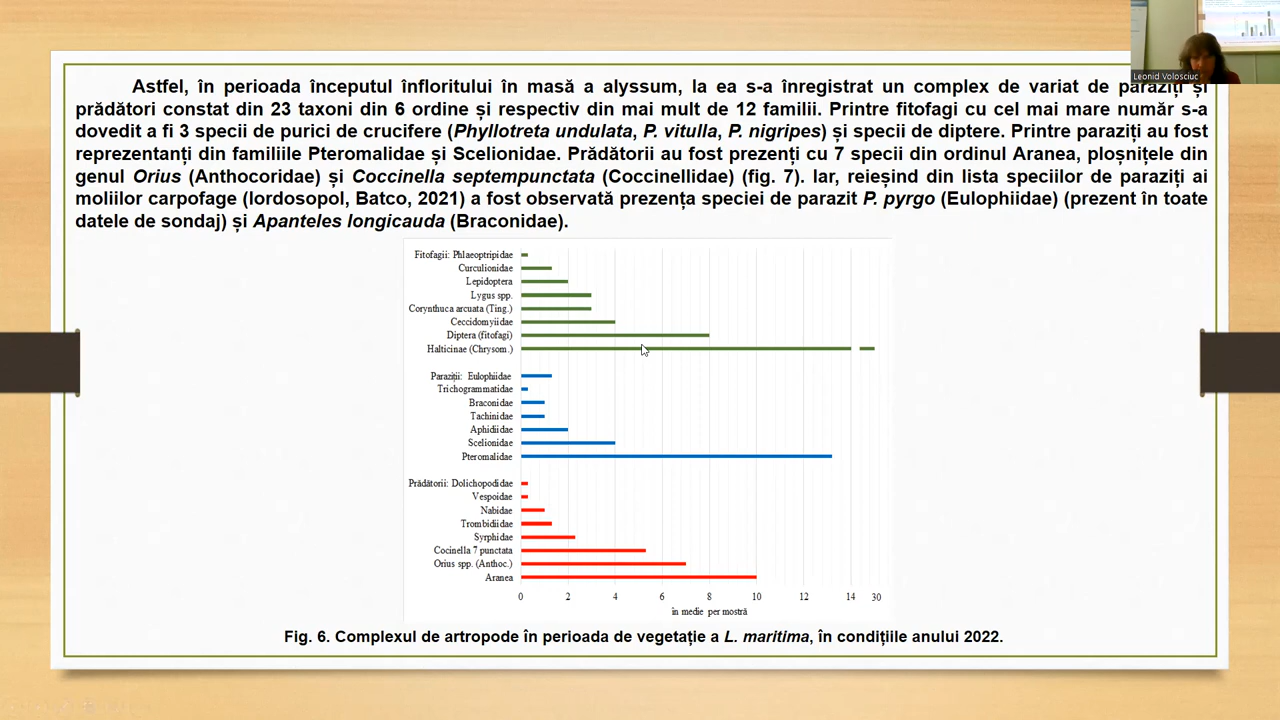 Leonid Volosciuc
Astfel, în perioada începutul înfloritului în masă a alyssum, la ea s-a înregistrat un complex de variat de paraziți și
prădători constat din 23 taxoni din 6 ordine și respectiv din mai mult de 12 familii. Printre fitofagi cu cel mai mare număr s-a
dovedit a fi 3 specii de purici de crucifere (Phyllotreta undulata, P. vitulla, P. nigripes) și specii de diptere. Printre paraziți au fost
reprezentanți din familiile Pteromalidae și Scelionidae. Prădătorii au fost prezenți cu 7 specii din ordinul Aranea, ploșnițele din
genul Orius (Anthocoridae) și Coccinella septempunctata (Coccinellidae) (fig. 7). Iar, reieșind din lista speciilor de paraziți ai
moliilor carpofage (Iordosopol, Batco, 2021) a fost observată prezența speciei de parazit P. pyrgo (Eulophiidae) (prezent în toate
datele de sondaj) și Apanteles longicauda (Braconidae).
Fitofagii: Phlaeoptripidae
Curculionidae
Lepidoptera
Lygus spp.
Corynthuca arcuata (Ting.)
Ceccidomyiidae
Diptera (fitofagi)
Halticinae (Chrysom.)
Paraziții: Eulophiidae
Trichogrammatidae
Braconidae
Tachinidae
Aphidiidae
Scelionidae
Pteromalidae
Prădătorii: Dolichopodidae
Vespoidae
Nabidae
Trombidiidae
Syrphidae
Cocinella 7 punctata
Orius spp. (Anthoc.)
Aranea
0 2 4 6 8 10 12 14 30
în medie per mostră
Fig. 6. Complexul de artropode în perioada de vegetație a L. maritima, în condițiile anului 2022.